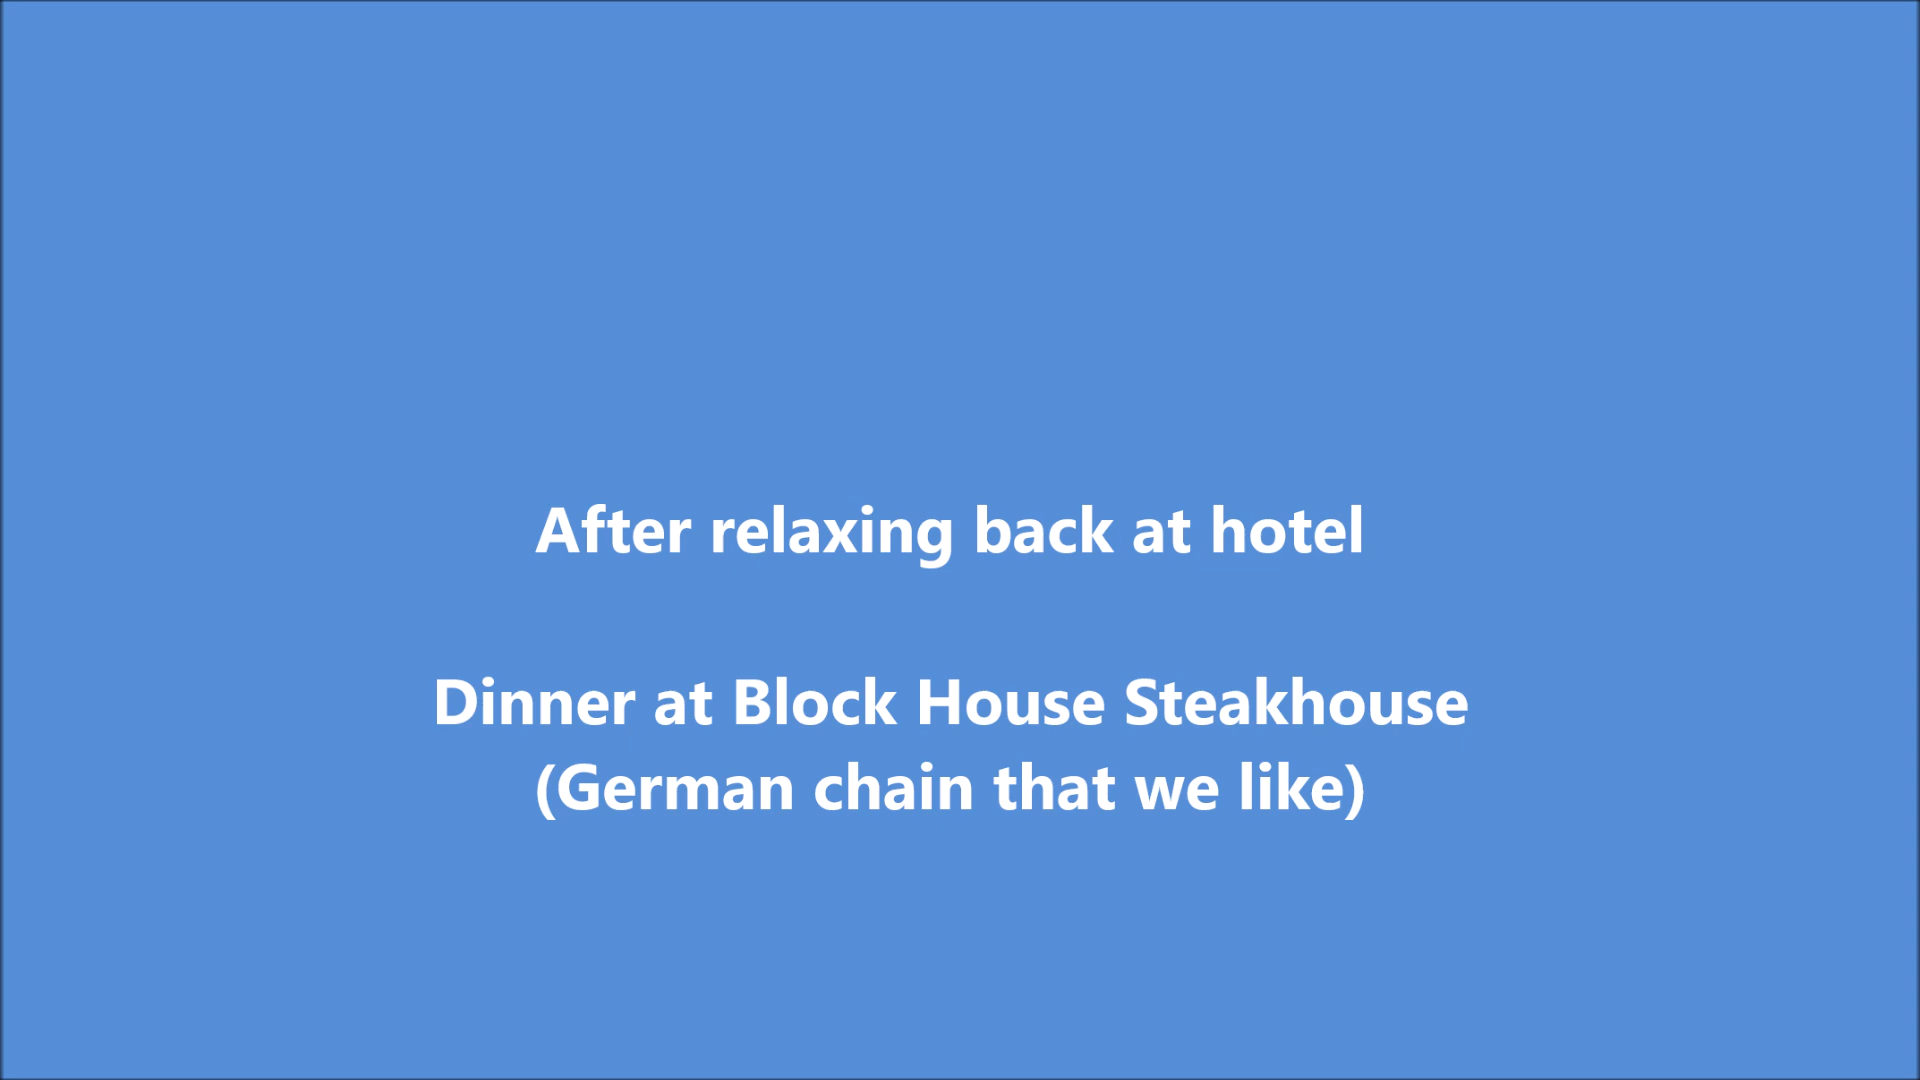 After relaxing back at hotel
Dinner at Block House Steakhouse
(German chain that we like)